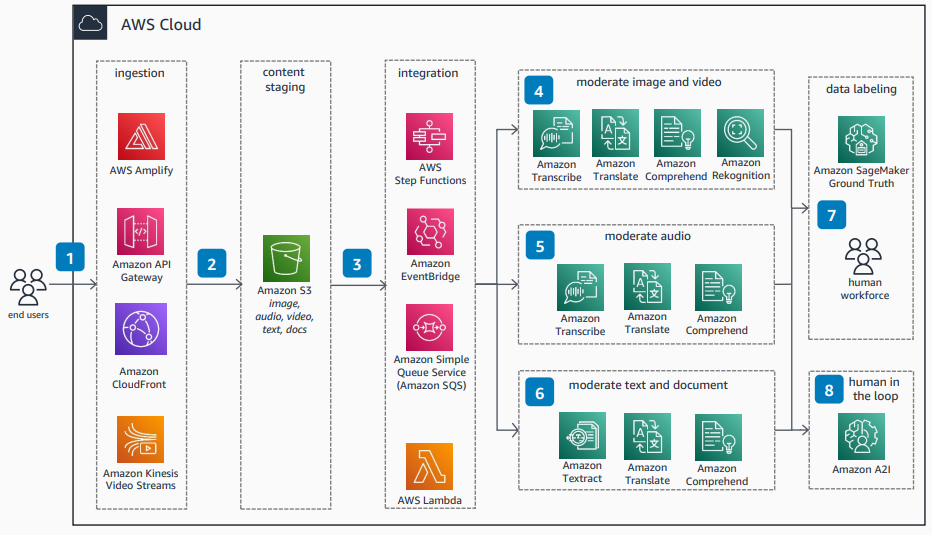 AWS Cloud
ingestion
AWS Amplify
Amazon API
Gateway
Amazon
CloudFront
Amazon Kinesis
Video Streams
1
end users
2
content
staging
Amazon S3
image,
audio, video,
text, docs
3
integration
AWS
Step Functions
Amazon
EventBridge
Amazon Simple
Queue Service
(Amazon SQS)
AWS Lambda
4
moderate image and video
Amazon
Transcribe
Amazon
Translate
Amazon
Comprehend
Amazon
Rekognition
5
moderate audio
Amazon
Transcribe
Amazon
Translate
Amazon
Comprehend
6
moderate text and document
Amazon
Textract
Amazon
Translate
Amazon
Comprehend
data labeling
Amazon SageMaker
Ground Truth
7
human
workforce
8
human in
the loop
Amazon A2I